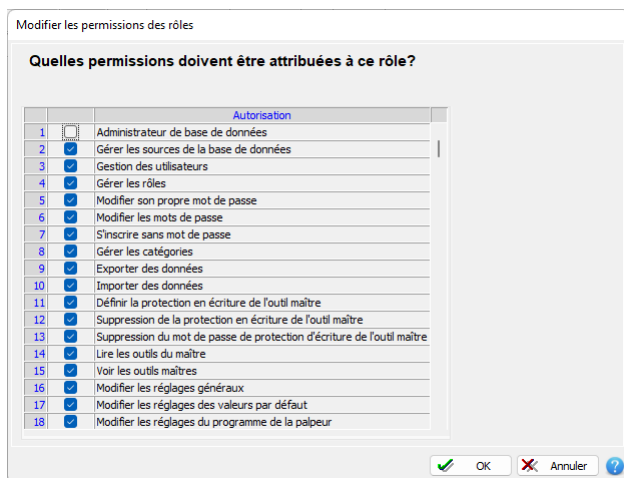 Modifier les permissions des rôles
Quelles permissions doivent être attribuées à ce rôle?
Autorisation
1 Administrateur de base de données
2 Gérer les sources de la base de données
3 Gestion des utilisateurs
4 Gérer les rôles
5 Modifier son propre mot de passe
6 Modifier les mots de passe
7 S'inscrire sans mot de passe
8 Gérer les catégories
9 Exporter des données
10 Importer des données
11 Définir la protection en écriture de l'outil maître
12 Suppression de la protection en écriture de l'outil maître
13 Suppression du mot de passe de protection d'écriture de l'outil maître
14 Lire les outils du maître
15 Voir les outils maîtres
16 Modifier les réglages généraux
17 Modifier les réglages des valeurs par défaut
18 Modifier les réglages du programme de la palpeur
OK Annuler ?